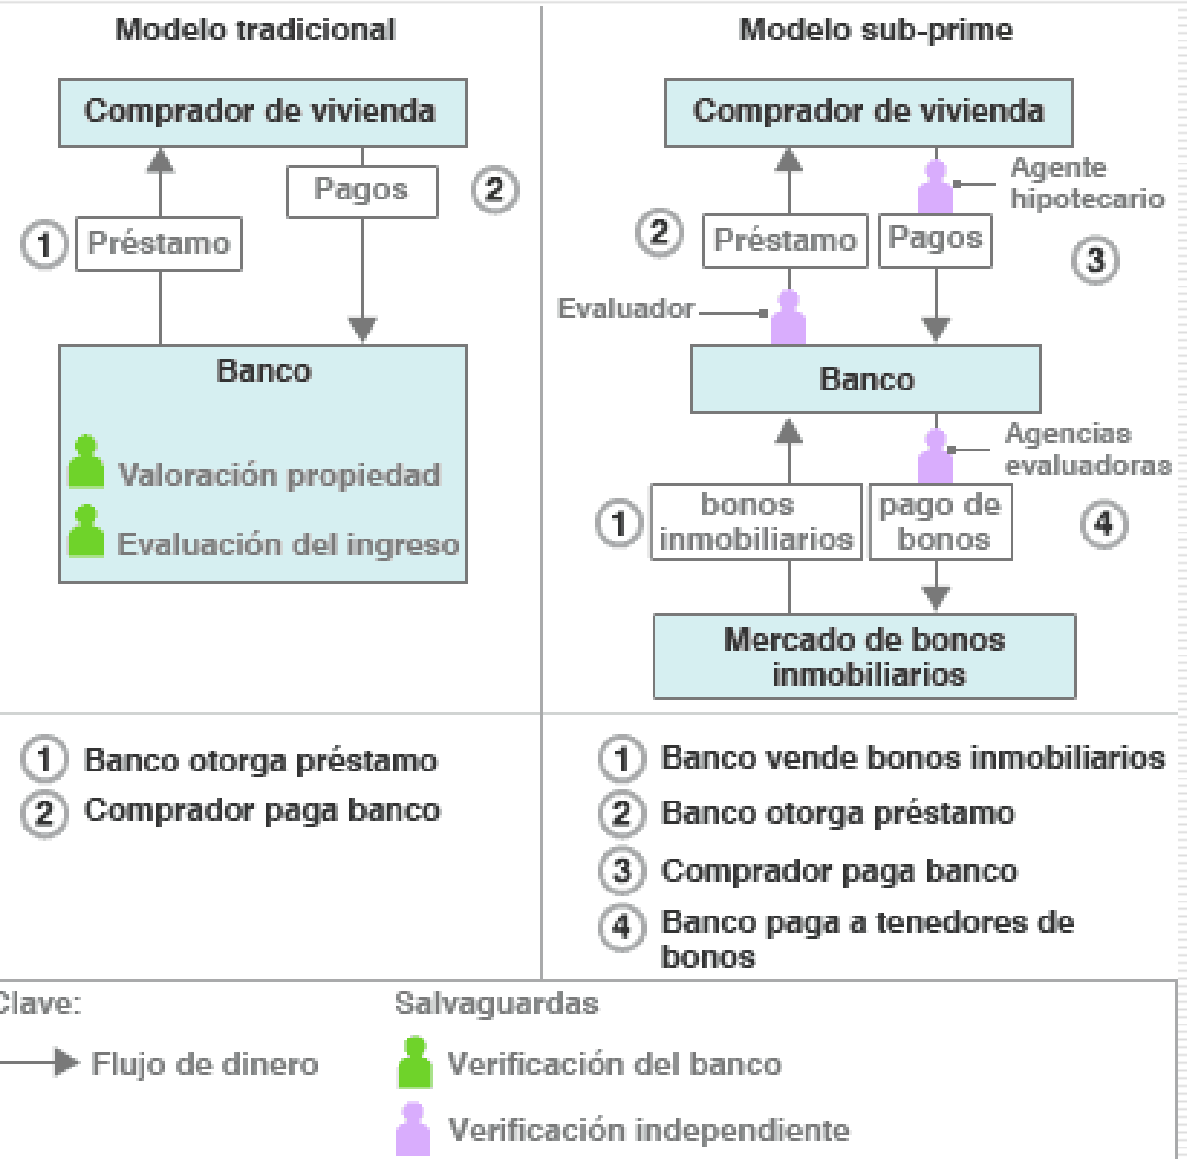 Modelo tradicional
Comprador de vivienda
Pagos
2
1
Préstamo
Banco
Valoración propiedad
Evaluación del ingreso
Modelo sub-prime
Comprador de vivienda
Agente
hipotecario
2
Préstamo
Pagos
3
Evaluador
Banco
Agencias
evaluadoras
1
bonos
inmobiliarios
pago de
bonos
4
Mercado de bonos
inmobiliarios
1 Banco otorga préstamo
2 Comprador paga banco
1 Banco vende bonos inmobiliarios
2 Banco otorga préstamo
3 Comprador paga banco
4 Banco paga a tenedores de
bonos
Clave:
Flujo de dinero
Salvaguardas
Verificación del banco
Verificación independiente